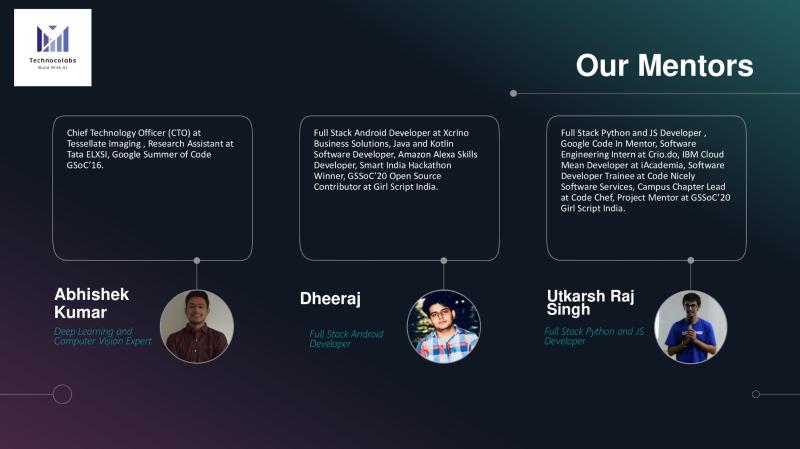 Technocolabs
Build With AI
Our Mentors
Chief Technology Officer (CTO) at
Tessellate Imaging , Research Assistant at
Tata ELXSI, Google Summer of Code
GSoC’16.
Full Stack Android Developer at Xcrino
Business Solutions, Java and Kotlin
Software Developer, Amazon Alexa Skills
Developer, Smart India Hackathon
Winner, GSSoC’20 Open Source
Contributor at Girl Script India.
Full Stack Python and JS Developer ,
Google Code In Mentor, Software
Engineering Intern at Crio.do, IBM Cloud
Mean Developer at iAcademia, Software
Developer Trainee at Code Nicely
Software Services, Campus Chapter Lead
at Code Chef, Project Mentor at GSSoC’20
Girl Script India.
Abhishek
Kumar
Deep Learning and
Computer Vision Expert
Dheeraj
Full Stack Android
Developer
Utkarsh Raj
Singh
Full Stack Python and JS
Developer